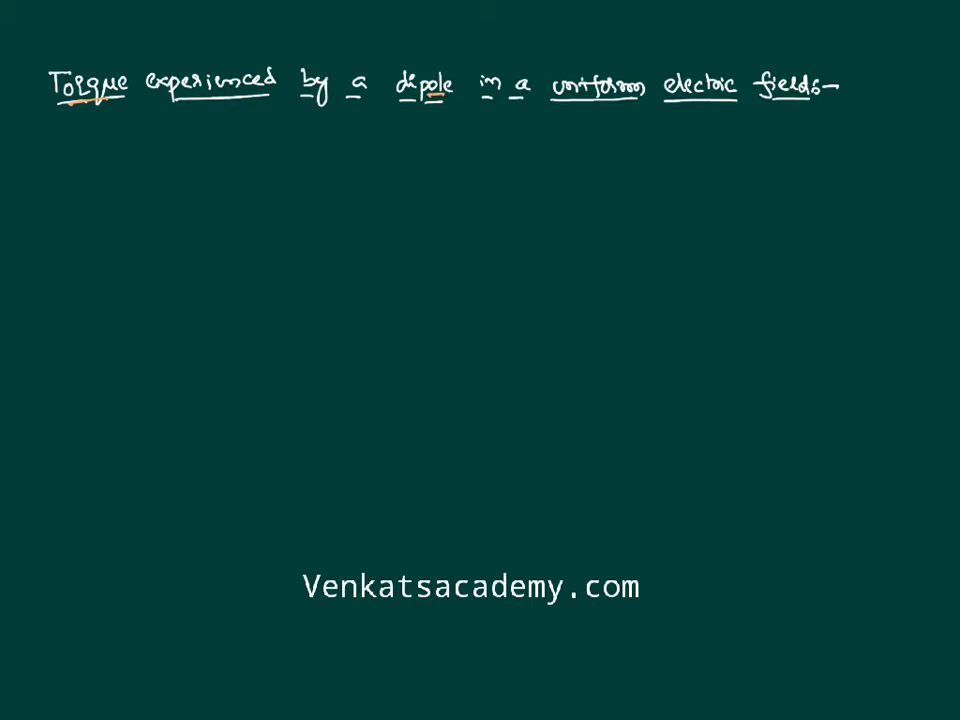 Torque experienced by a dipole in a uniform electric field:-
Venkatsacademy.com